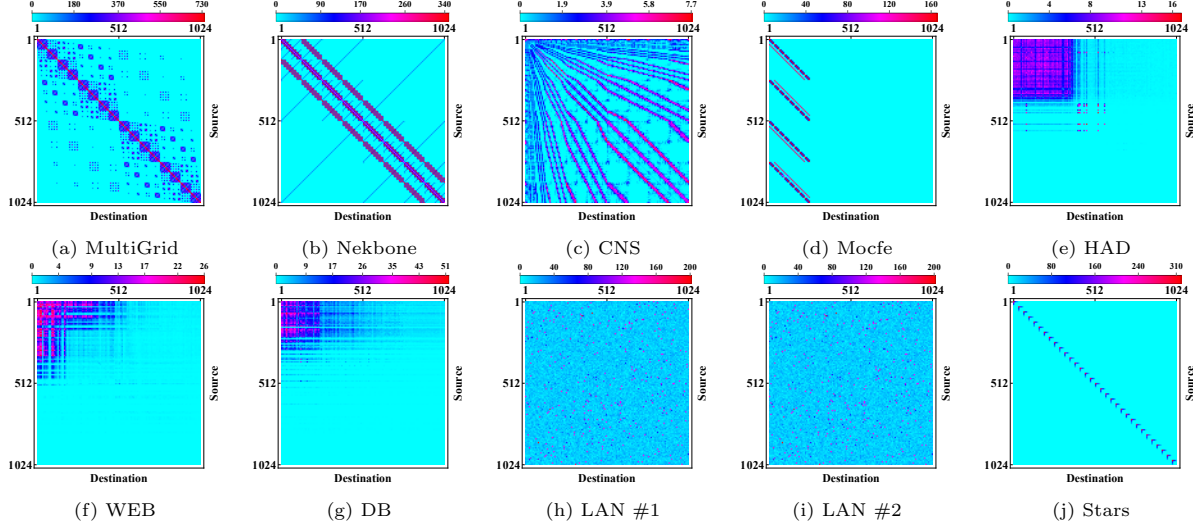 0 180 370 550 730
1 512 1024
1
512
1024
Source
Destination
(a) MultiGrid
0 90 170 260 340
1 512 1024
1
512
1024
Source
Destination
(b) Nekbone
0 1.9 3.9 5.8 7.7
1 512 1024
1
512
1024
Source
Destination
(c) CNS
0 40 80 120 160
1 512 1024
1
512
1024
Source
Destination
(d) Mocfe
0 4 8 13 16
1 512 1024
1
512
1024
Source
Destination
(e) HAD
0 4 9 13 17 26
1 512 1024
1
512
1024
Source
Destination
(f) WEB
0 9 18 26 35 51
1 512 1024
1
512
1024
Source
Destination
(g) DB
0 40 80 120 200
1 512 1024
1
512
1024
Source
Destination
(h) LAN #1
0 40 80 120 200
1 512 1024
1
512
1024
Source
Destination
(i) LAN #2
0 80 160 240 310
1 512 1024
1
512
1024
Source
Destination
(j) Stars